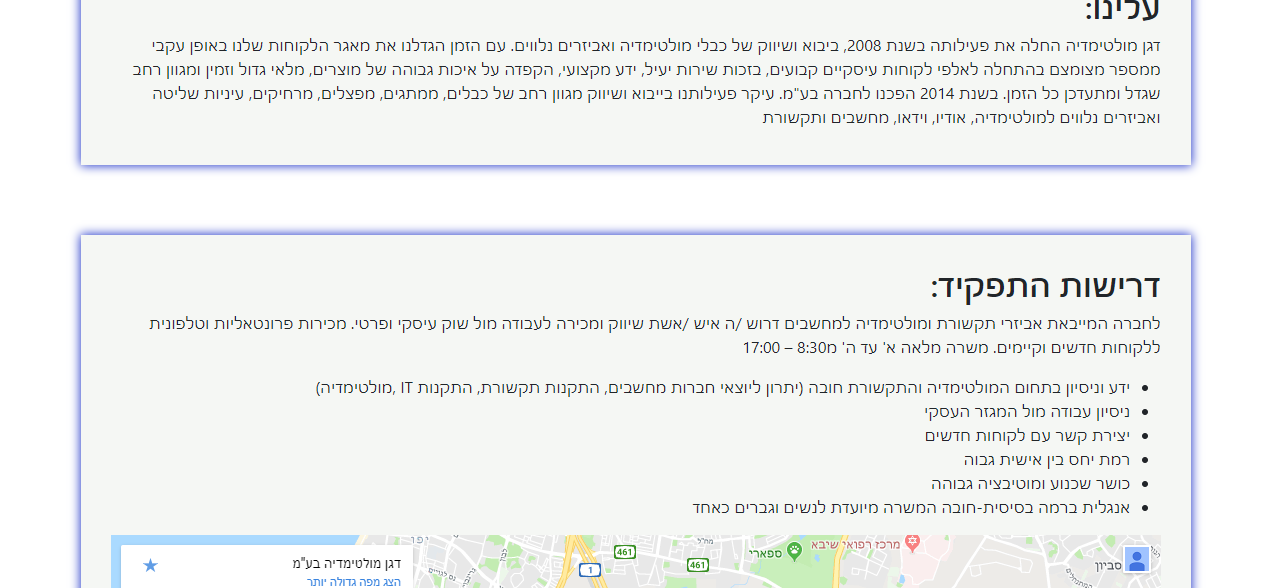 עלינו:
דגן מולטימדיה החלה את פעילותה בשנת 2008, ביבוא ושיווק של כבלי מולטימדיה ואביזרים נלווים. עם הזמן הגדלנו את מאגר הלקוחות שלנו באופן עקבי
ממספר מצומצם בהתחלה לאלפי לקוחות עיסקיים קבועים, בזכות שירות יעיל, ידע מקצועי, הקפדה על איכות גבוהה של מוצרים, מלאי גדול וזמין ומגוון רחב
שגדל ומתעדכן כל הזמן. בשנת 2014 הפכנו לחברה בע"מ. עיקר פעילותנו בייבוא ושיווק מגוון רחב של כבלים, ממתגים, מפצלים, מרחיקים, עיניות שליטה
ואביזרים נלווים למולטימדיה, אודיו, וידאו, מחשבים ותקשורת
דרישות התפקיד:
לחברה המייבאת אביזרי תקשורת ומולטימדיה למחשבים דרוש /ה איש /אשת שיווק ומכירה לעבודה מול שוק עיסקי ופרטי. מכירות פרונטאליות וטלפונית
ללקוחות חדשים וקיימים. משרה מלאה א' עד ה' מ8:30 – 17:00
ידע וניסיון בתחום המולטימדיה והתקשורת חובה (יתרון ליוצאי חברות מחשבים, התקנות תקשורת, התקנות IT ,מולטימדיה)
ניסיון עבודה מול המגזר העסקי
יצירת קשר עם לקוחות חדשים
רמת יחס בין אישית גבוה
כושר שכנוע ומוטיבציה גבוהה
אנגלית ברמה בסיסית-חובה המשרה מיועדת לנשים וגברים כאחד
דגן מולטימדיה בע"מ
הצג מפה גדולה יותר
מרכז רפואי שיבא
ספארי
סביון
461
461
1